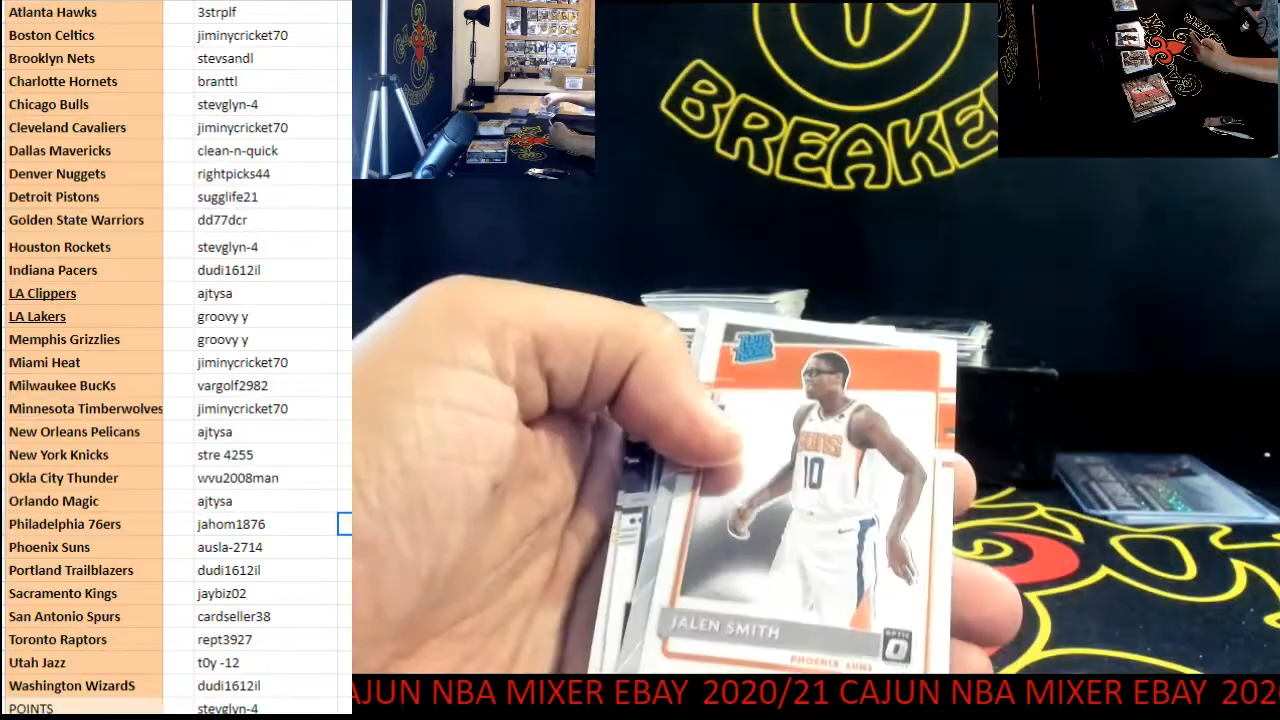 Atlanta Hawks 3strplf
Boston Celtics jiminycricket70
Brooklyn Nets stevsandl
Charlotte Hornets branttl
Chicago Bulls stevglyn-4
Cleveland Cavaliers jiminycricket70
Dallas Mavericks clean-n-quick
Denver Nuggets rightpicks44
Detroit Pistons sugglife21
Golden State Warriors dd77dcr
Houston Rockets stevglyn-4
Indiana Pacers dudi1612il
LA Clippers ajtysa
LA Lakers groovy y
Memphis Grizzlies groovy y
Miami Heat jiminycricket70
Milwaukee BucKs vargolf2982
Minnesota Timberwolves jiminycricket70
New Orleans Pelicans ajtysa
New York Knicks stre 4255
Okla City Thunder wvu2008man
Orlando Magic ajtysa
Philadelphia 76ers jahom1876
Phoenix Suns ausla-2714
Portland Trailblazers dudi1612il
Sacramento Kings jaybiz02
San Antonio Spurs cardseller38
Toronto Raptors rept3927
Utah Jazz t0y -12
Washington WizardS dudi1612il
POINTS stevglyn-4
BREAKE
SUNS
10
JALEN SMITH
OPTIC
PHOENIX SUNS
AJUN NBA MIXER EBAY 2020/21 CAJUN NBA MIXER EBAY 202